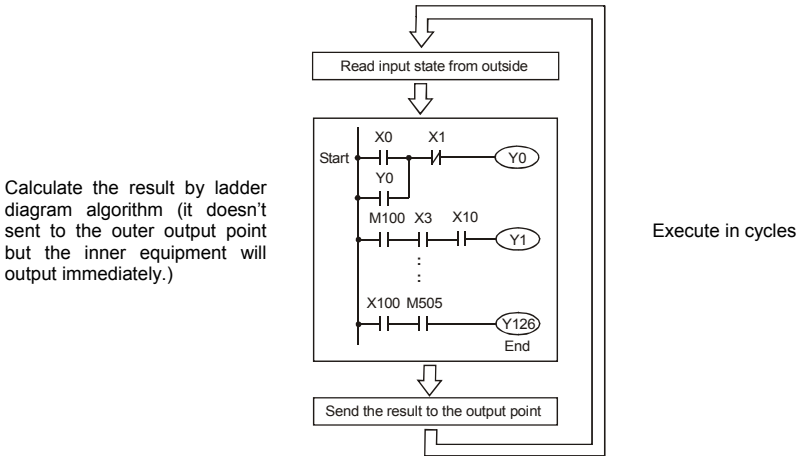 Read input state from outside
X0 X1
Start Y0
Y0
M100 X3 X10
Y1
X100 M505
Y126
End
Send the result to the output point
Calculate the result by ladder
diagram algorithm (it doesn't
sent to the outer output point
but the inner equipment will
output immediately.)
Execute in cycles